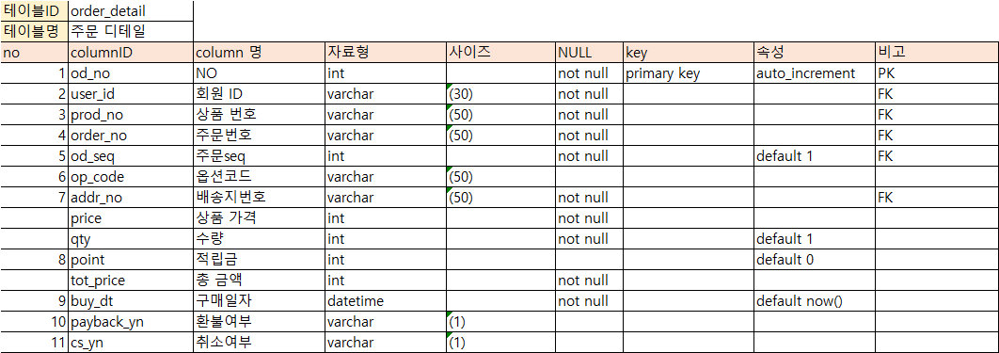 테이블ID order_detail
테이블명 주문 디테일
no columnID column 명 자료형 사이즈 NULL key 속성 비고
1 od_no NO int not null primary key auto_increment PK
2 user_id 회원 ID varchar (30) not null FK
3 prod_no 상품 번호 varchar (50) not null FK
4 order_no 주문번호 varchar (50) not null FK
5 od_seq 주문seq int not null default 1 FK
6 op_code 옵션코드 varchar (50)
7 addr_no 배송지번호 varchar (50) not null FK
price 상품 가격 int not null
qty 수량 int not null default 1
8 point 적립금 int default 0
tot_price 총 금액 int not null
9 buy_dt 구매일자 datetime not null default now()
10 payback_yn 환불여부 varchar (1)
11 cs_yn 취소여부 varchar (1)